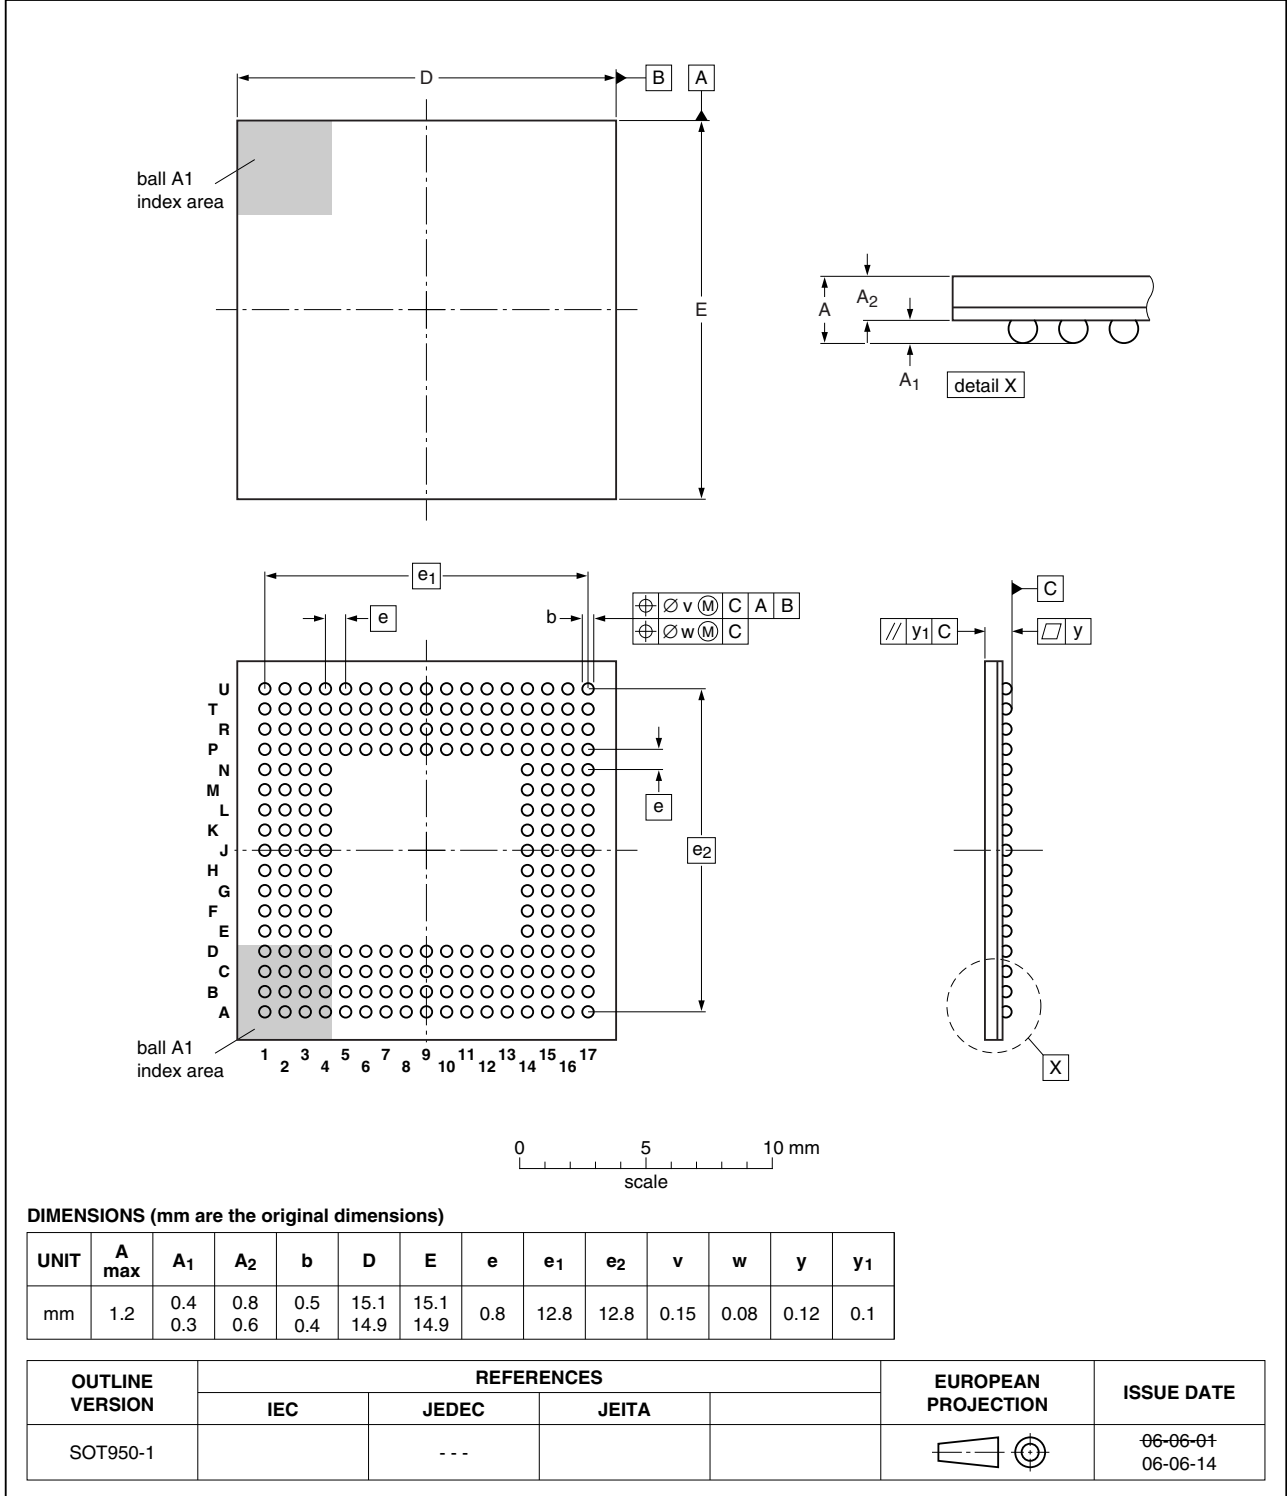 D
B
A
ball A1
index area
E
A
A2
A1
detail X
e1
e
b
⌖ ⌀ v Ⓜ C A B
⌖ ⌀ w Ⓜ C
C
// y1 C
▱ y
U
T
R
P
N
M
e
L
K
J
e2
H
G
F
E
D
C
B
A
ball A1
index area
1 2 3 4 5 6 7 8 9 10 11 12 13 14 15 16 17
X
0 5 10 mm
scale
DIMENSIONS (mm are the original dimensions)
UNIT A max A1 A2 b D E e e1 e2 v w y y1
mm 1.2 0.4 0.3 0.8 0.6 0.5 0.4 15.1 14.9 15.1 14.9 0.8 12.8 12.8 0.15 0.08 0.12 0.1
OUTLINE VERSION REFERENCES EUROPEAN PROJECTION ISSUE DATE
IEC JEDEC JEITA
SOT950-1 - - - 06-06-01
06-06-14